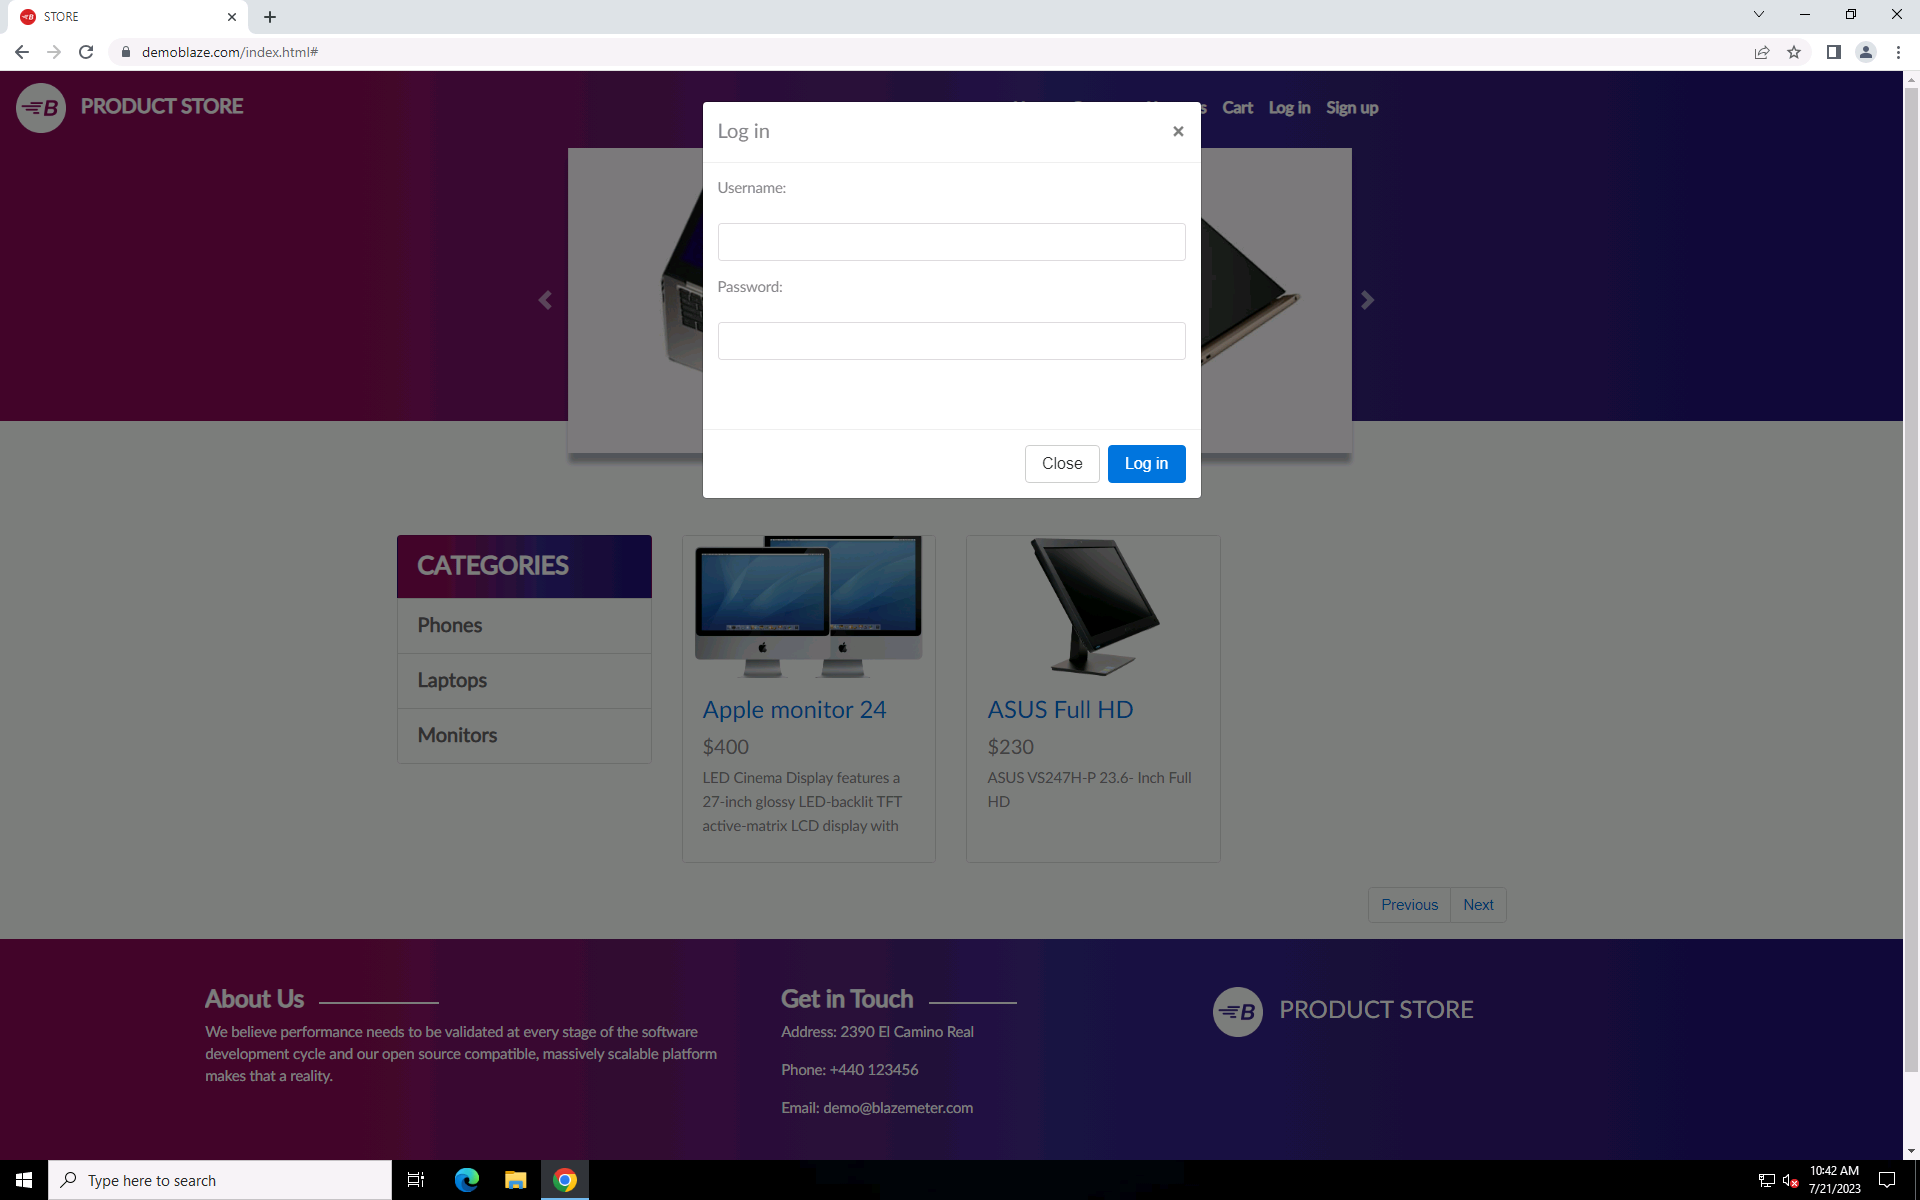 STORE
demoblaze.com/index.html#
PRODUCT STORE
Cart
Log in
Sign up
Log in
×
Username:
Password:
Close
Log in
CATEGORIES
Phones
Laptops
Monitors
Apple monitor 24
$400
LED Cinema Display features a
27-inch glossy LED-backlit TFT
active-matrix LCD display with
ASUS Full HD
$230
ASUS VS247H-P 23.6- Inch Full
HD
Previous
Next
About Us
We believe performance needs to be validated at every stage of the software
development cycle and our open source compatible, massively scalable platform
makes that a reality.
Get in Touch
Address: 2390 El Camino Real
Phone: +440 123456
Email: demo@blazemeter.com
B PRODUCT STORE
Type here to search
10:42 AM
7/21/2023